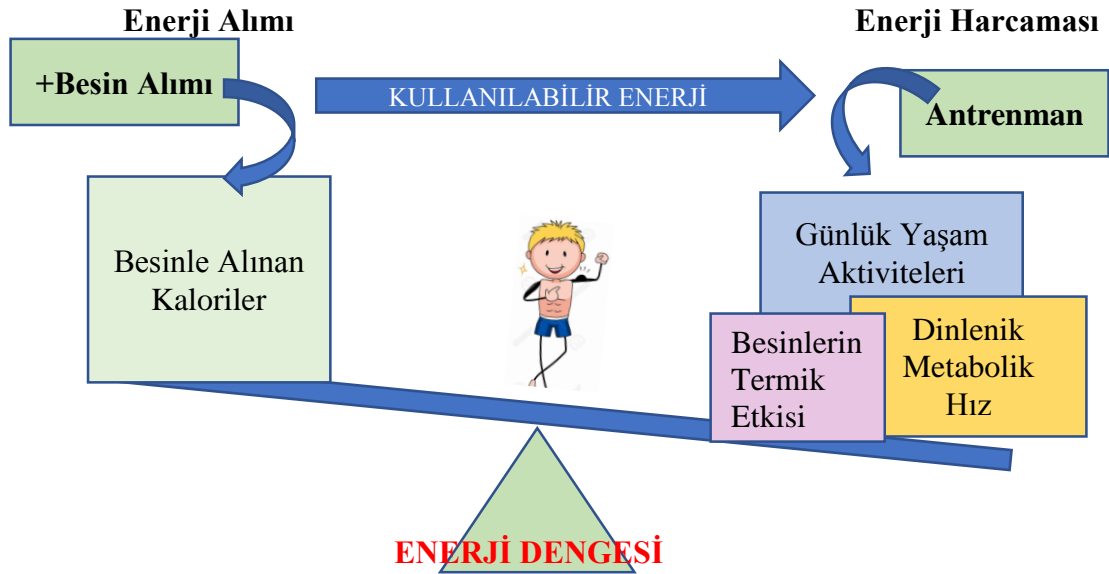 Enerji Alımı
Enerji Harcaması
+Besin Alımı
KULLANILABİLİR ENERJİ
Antrenman
Besinle Alınan
Kaloriler
Günlük Yaşam
Aktiviteleri
Besinlerin
Termik
Etkisi
Dinlenik
Metabolik
Hız
ENERJİ DENGESİ